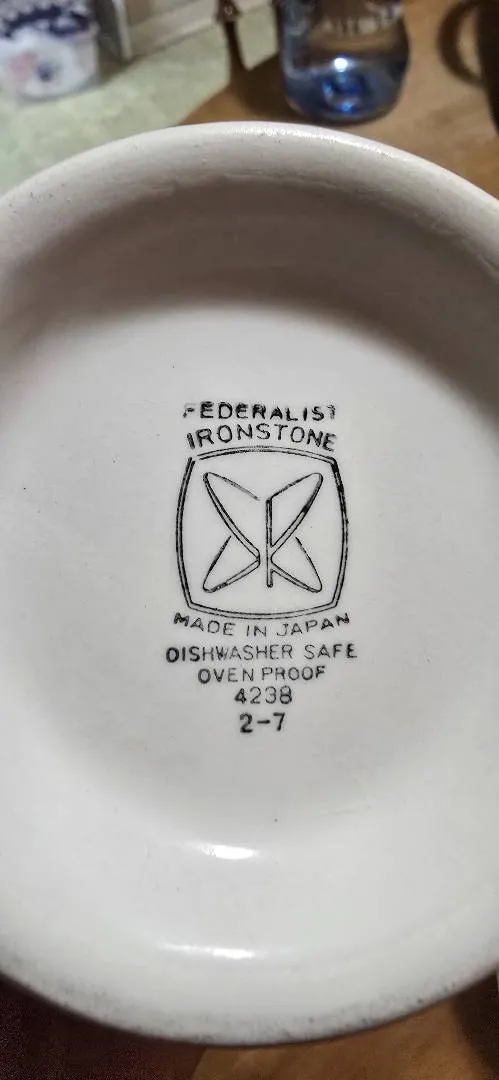 FEDERALIST
IRONSTONE
MADE IN JAPAN
DISHWASHER SAFE
OVEN PROOF
4238
2-7